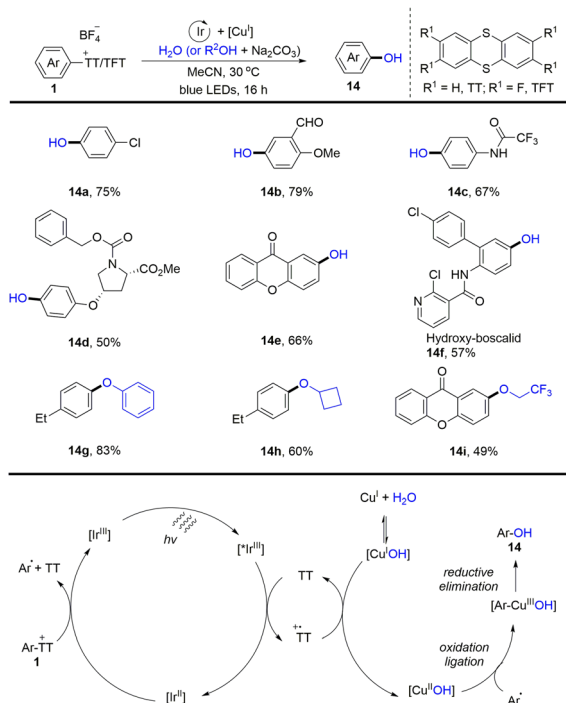 BF₄⁻
Ar
+
TT/TFT
1
Ir + [Cuᴵ]
H₂O (or R²OH + Na₂CO₃)
MeCN, 30 °C
blue LEDs, 16 h
Ar
OH
14
R¹ S R¹
R¹ S R¹
R¹ = H, TT; R¹ = F, TFT
HO Cl
14a, 75%
CHO
HO OMe
14b, 79%
O
CF₃
HO NH
14c, 67%
O O
N
CO₂Me
HO O
14d, 50%
O
OH
O
14e, 66%
Cl
OH
HN
Cl
O
N
Hydroxy-boscalid
14f, 57%
O
Et
14g, 83%
O
Et
14h, 60%
O
O CF₃
O
14i, 49%
[Irᴵᴵᴵ]
hν
[*Irᴵᴵᴵ]
Ar• + TT
Ar-TT
+
1
[Irᴵᴵ]
TT
+•
TT
Cuᴵ + H₂O
[CuᴵOH]
[CuᴵᴵOH]
Ar-OH
14
reductive
elimination
[Ar-CuᴵᴵᴵOH]
oxidation
ligation
Ar•